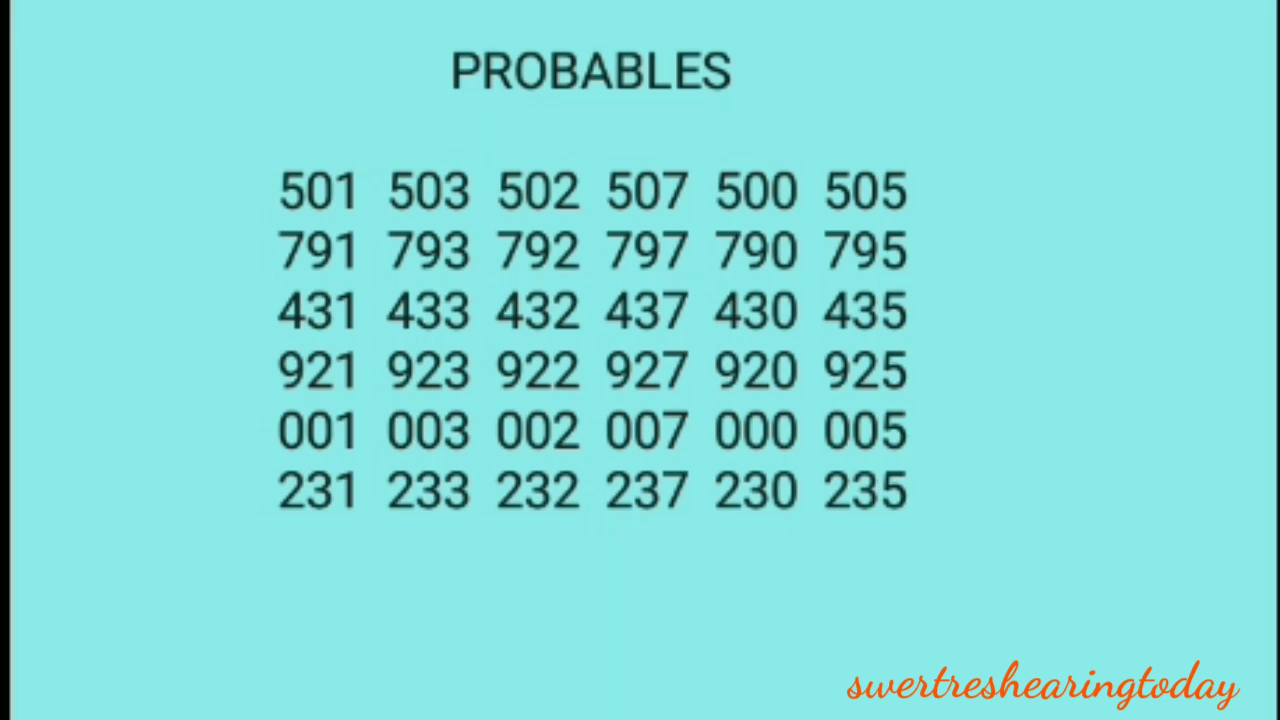 PROBABLES
501 503 502 507 500 505
791 793 792 797 790 795
431 433 432 437 430 435
921 923 922 927 920 925
001 003 002 007 000 005
231 233 232 237 230 235
swertreshearingtoday